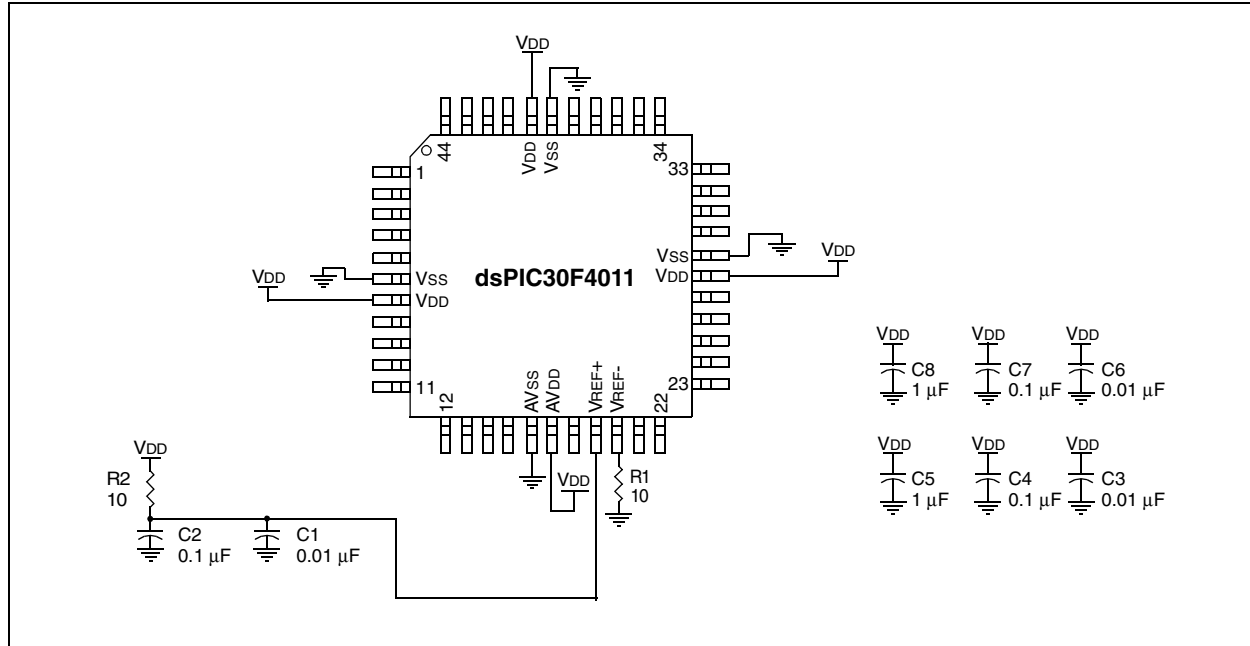 VDD
44
VDD
VSS
34
1
33
VSS
VDD
dsPIC30F4011
VSS
VDD
VDD
VDD
11
12
AVSS
AVDD
VREF+
VREF-
22
23
VDD
R2
10
C2
0.1 µF
C1
0.01 µF
VDD
R1
10
VDD
C8
1 µF
VDD
C7
0.1 µF
VDD
C6
0.01 µF
VDD
C5
1 µF
VDD
C4
0.1 µF
VDD
C3
0.01 µF